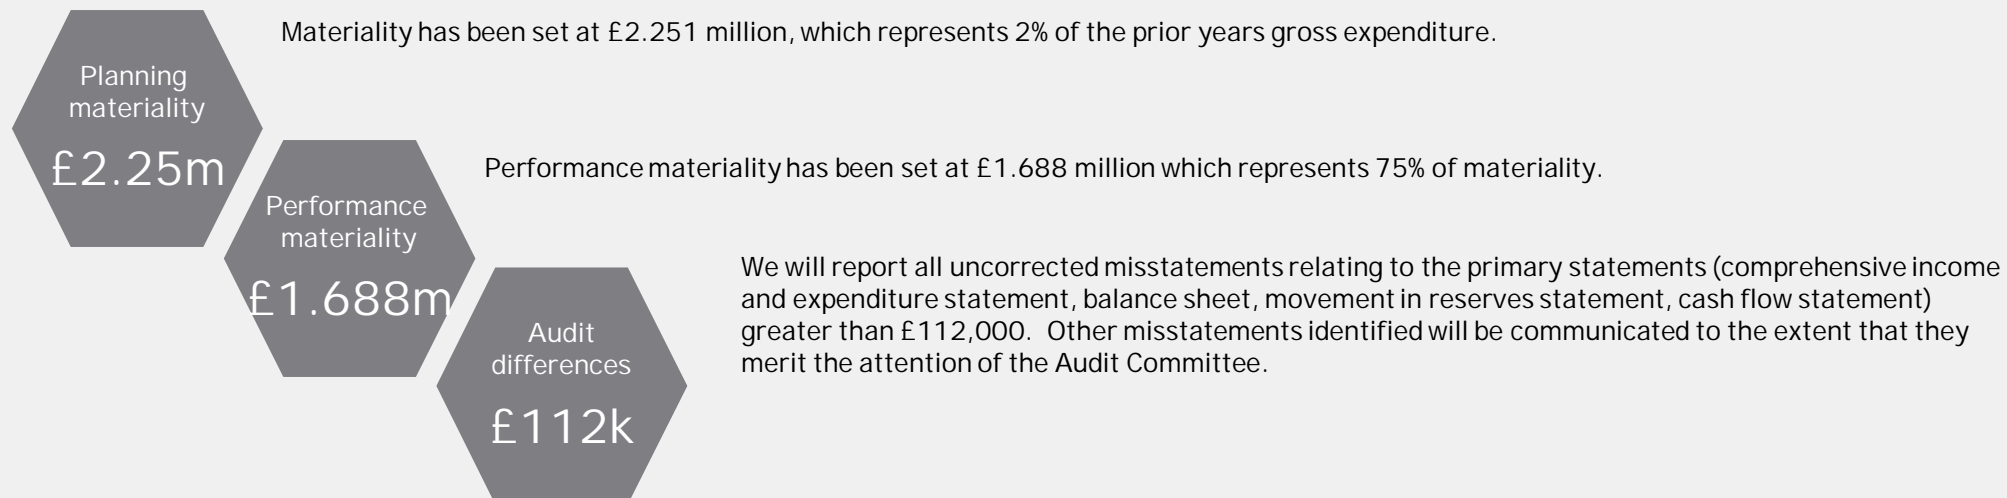 Materiality has been set at £2.251 million, which represents 2% of the prior years gross expenditure.
Planning
materiality
£2.25m
Performance materiality has been set at £1.688 million which represents 75% of materiality.
Performance
materiality
£1.688m
We will report all uncorrected misstatements relating to the primary statements (comprehensive income
and expenditure statement, balance sheet, movement in reserves statement, cash flow statement)
greater than £112,000.  Other misstatements identified will be communicated to the extent that they
merit the attention of the Audit Committee.
Audit
differences
£112k